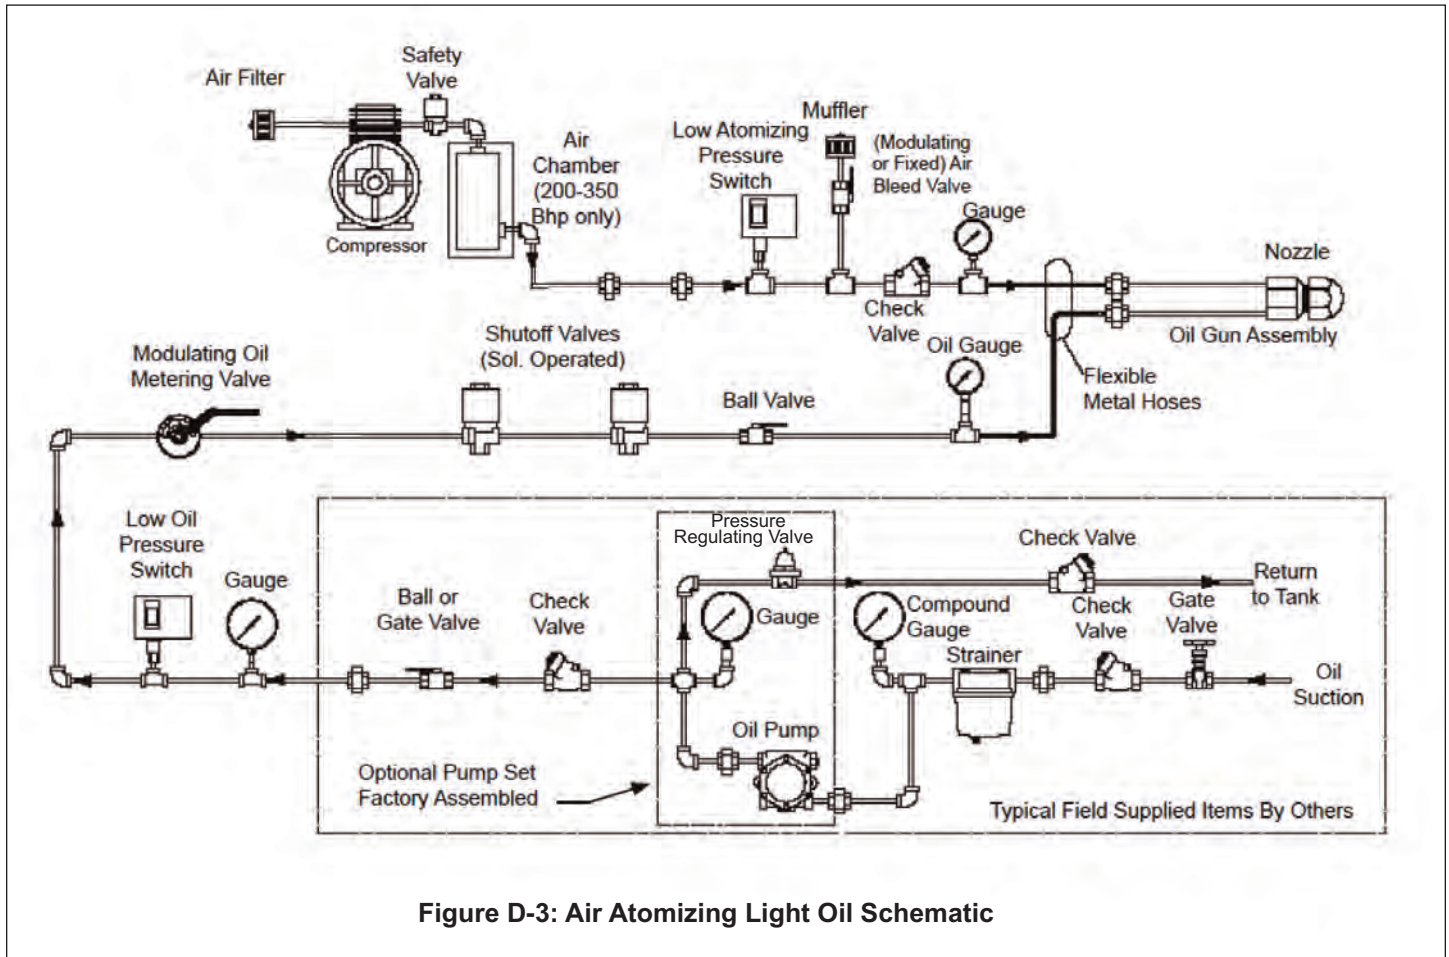 Air Filter
Safety
Valve
Compressor
Air
Chamber
(200-350
Bhp only)
Low Atomizing
Pressure
Switch
Muffler
(Modulating
or Fixed) Air
Bleed Valve
Gauge
Check
Valve
Nozzle
Oil Gun Assembly
Flexible
Metal Hoses
Modulating Oil
Metering Valve
Shutoff Valves
(Sol. Operated)
Ball Valve
Oil Gauge
Low Oil
Pressure
Switch
Gauge
Ball or
Gate Valve
Check
Valve
Pressure
Regulating Valve
Gauge
Compound
Gauge
Strainer
Check Valve
Check
Valve
Gate
Valve
Return
to Tank
Oil
Suction
Oil Pump
Optional Pump Set
Factory Assembled
Typical Field Supplied Items By Others
Figure D-3: Air Atomizing Light Oil Schematic